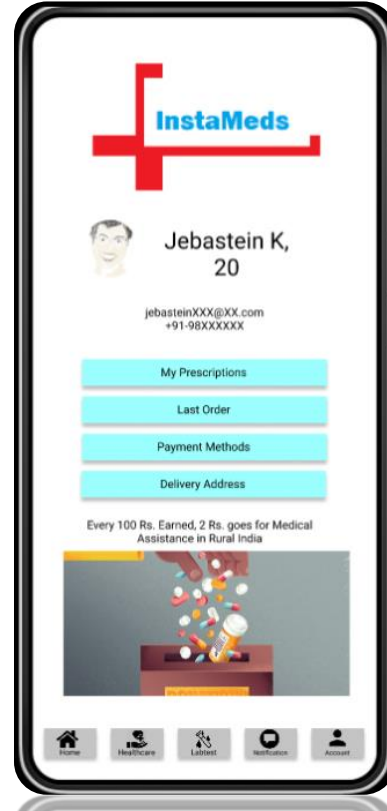 InstaMeds
Jebastein K,
20
jebasteinXXX@XX.com
+91-98XXXXXX
My Prescriptions
Last Order
Payment Methods
Delivery Address
Every 100 Rs. Earned, 2 Rs. goes for Medical
Assistance in Rural India
Home
Healthcare
Labtest
Notification
Account